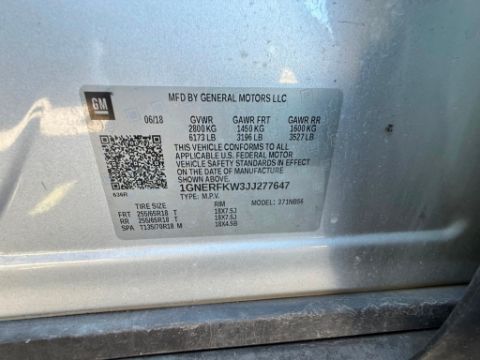 GM
MFD BY GENERAL MOTORS LLC
06/18 GVWR GAWR FRT GAWR RR
2800 KG 1450 KG 1600 KG
6173 LB 3196 LB 3527 LB
THIS VEHICLE CONFORMS TO ALL
APPLICABLE U.S. FEDERAL MOTOR
VEHICLE SAFETY STANDARDS IN EFFECT
ON THE DATE OF MANUFACTURE
SHOWN ABOVE.
1GNERFKW3JJ277647
TYPE: M.P.V. MODEL:
TIRE SIZE RIM
FRT 255/65R18 T 18X7.5J
RR 255/65R18 T 18X7.5J
SPA T135/70R18 M 18X4.5B